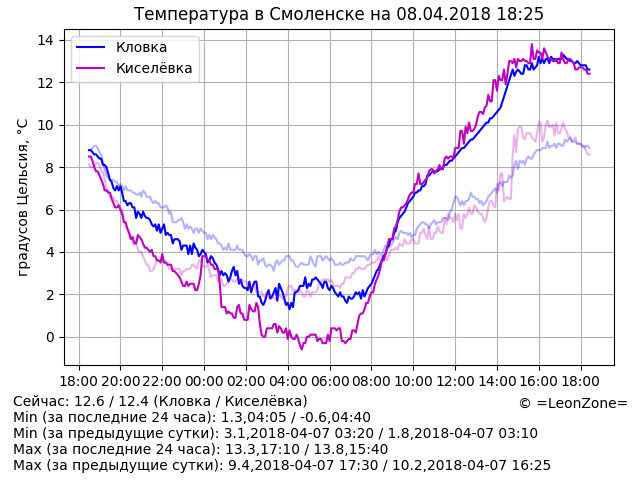 Температура в Смоленске на 08.04.2018 18:25
Кловка
Киселёвка
градусов Цельсия, °C
14
12
10
8
6
4
2
0
18:00 20:00 22:00 00:00 02:00 04:00 06:00 08:00 10:00 12:00 14:00 16:00 18:00
Сейчас: 12.6 / 12.4 (Кловка / Киселёвка)
© =LeonZone=
Min (за последние 24 часа): 1.3,04:05 / -0.6,04:40
Min (за предыдущие сутки): 3.1,2018-04-07 03:20 / 1.8,2018-04-07 03:10
Max (за последние 24 часа): 13.3,17:10 / 13.8,15:40
Max (за предыдущие сутки): 9.4,2018-04-07 17:30 / 10.2,2018-04-07 16:25